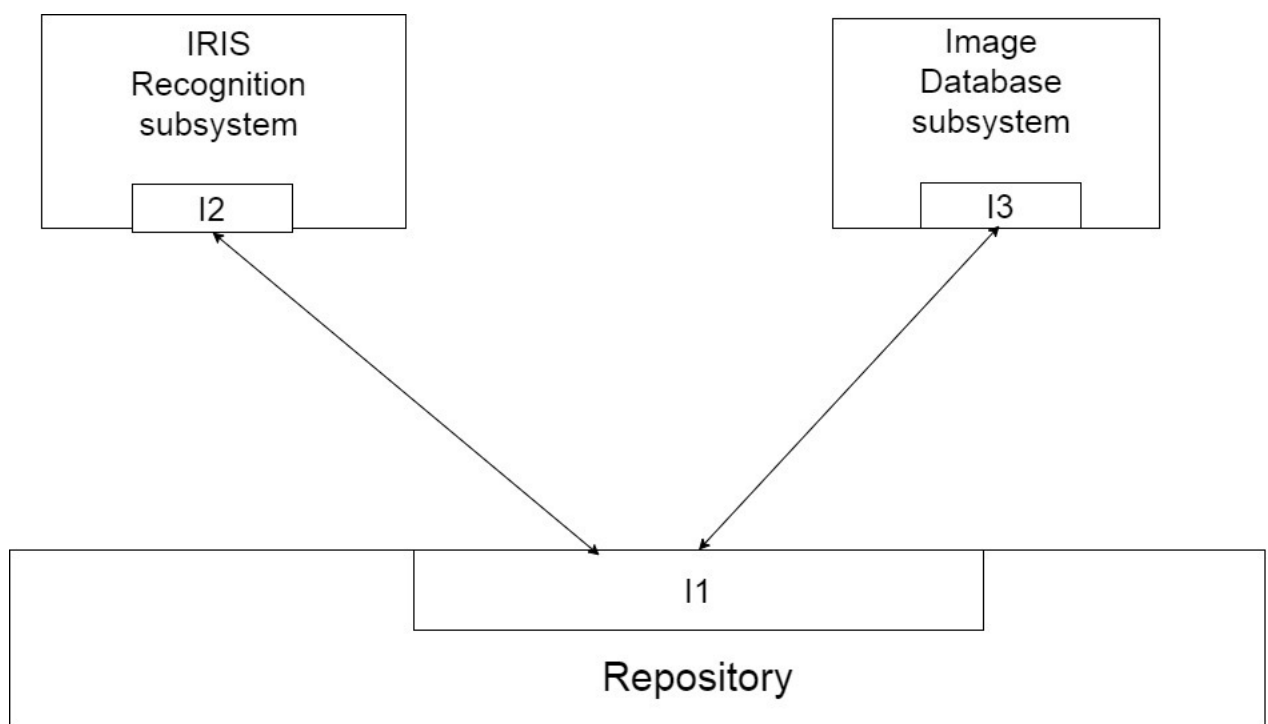 IRIS
Recognition
subsystem
I2
Image
Database
subsystem
I3
I1
Repository